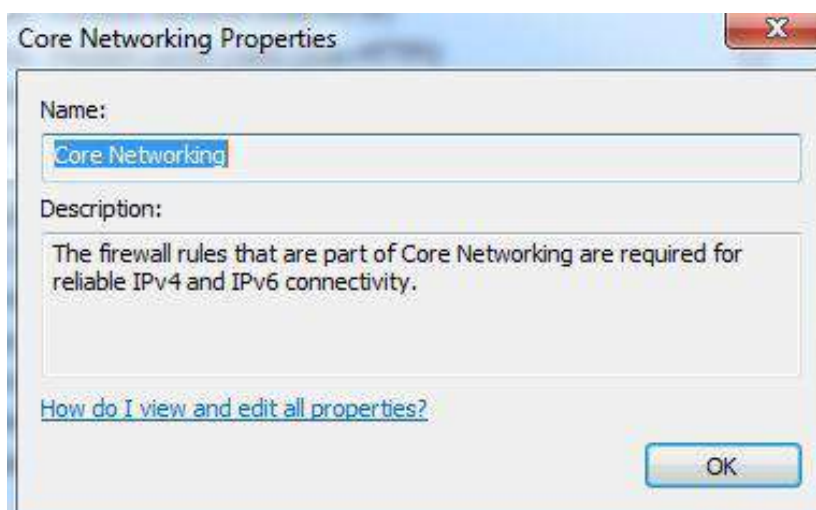 Core Networking Properties
Name:
Core Networking
Description:
The firewall rules that are part of Core Networking are required for
reliable IPv4 and IPv6 connectivity.
How do I view and edit all properties?
OK